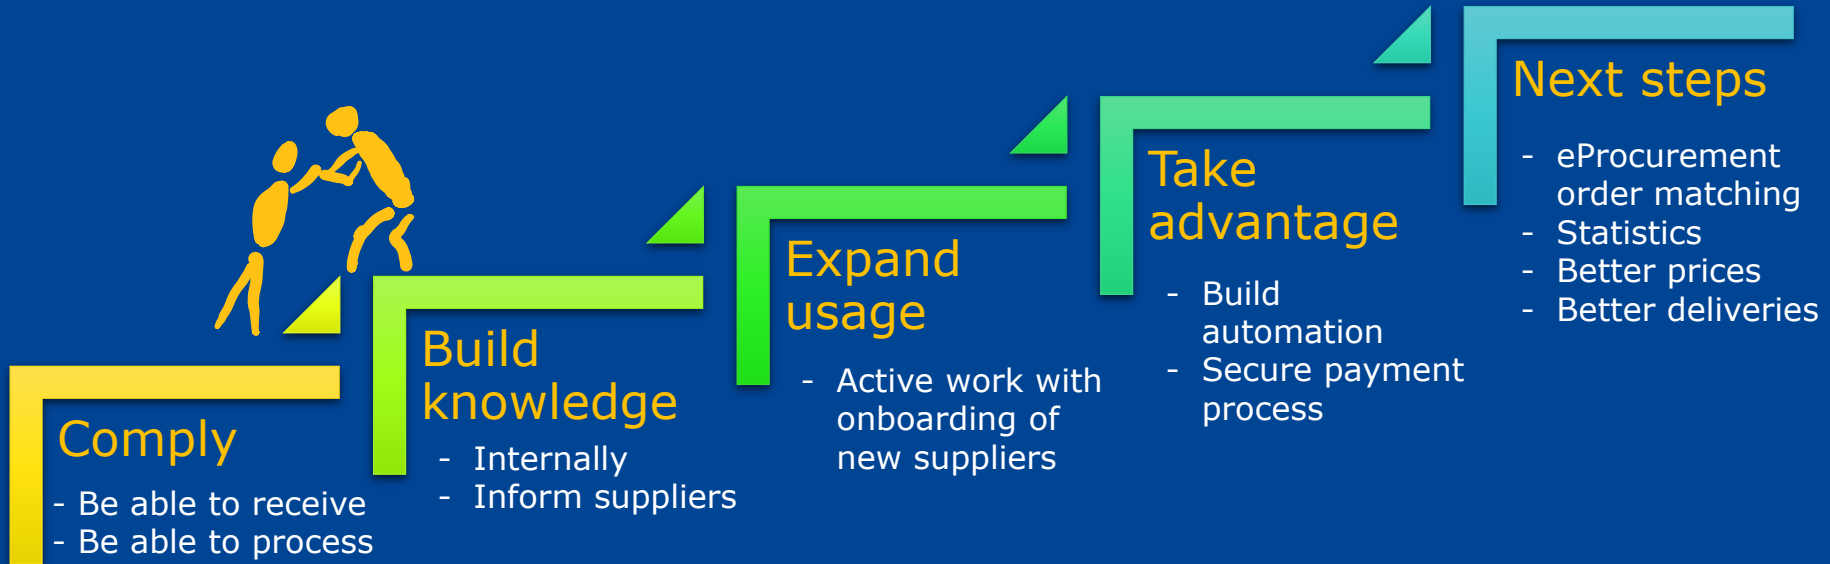 Comply
- Be able to receive
- Be able to process
Build
knowledge
- Internally
- Inform suppliers
Expand
usage
- Active work with
onboarding of
new suppliers
Take
advantage
- Build
automation
- Secure payment
process
Next steps
- eProcurement
order matching
- Statistics
- Better prices
- Better deliveries